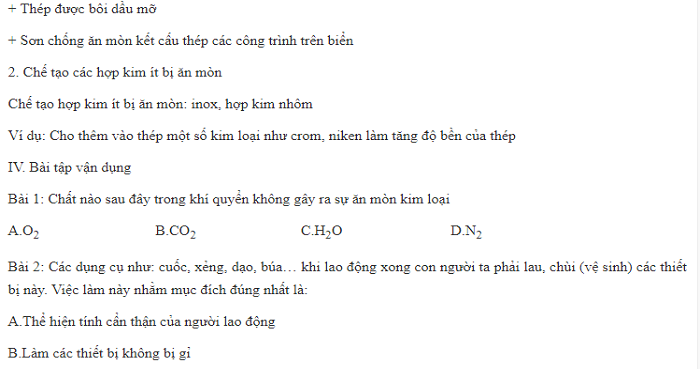 + Thép được bôi dầu mỡ
+ Sơn chống ăn mòn kết cấu thép các công trình trên biển
2. Chế tạo các hợp kim ít bị ăn mòn
Chế tạo hợp kim ít bị ăn mòn: inox, hợp kim nhôm
Ví dụ: Cho thêm vào thép một số kim loại như crom, niken làm tăng độ bền của thép
IV. Bài tập vận dụng
Bài 1: Chất nào sau đây trong khí quyển không gây ra sự ăn mòn kim loại
A.O₂ B.CO₂ C.H₂O D.N₂
Bài 2: Các dụng cụ như: cuốc, xẻng, dạo, búa… khi lao động xong con người ta phải lau, chùi (vệ sinh) các thiết
bị này. Việc làm này nhằm mục đích đúng nhất là:
A.Thể hiện tính cẩn thận của người lao động
B.Làm các thiết bị không bị gỉ